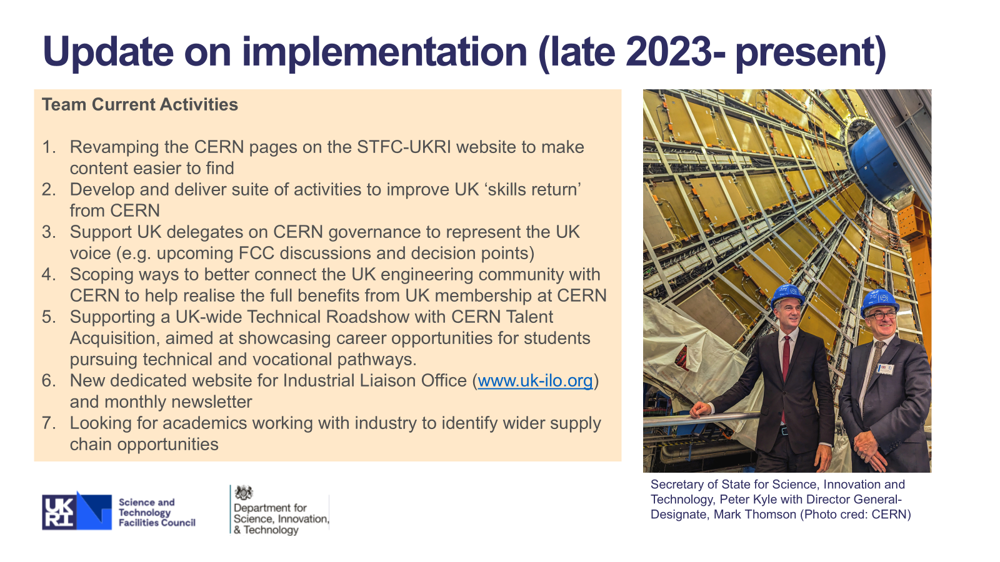 Update on implementation (late 2023- present)
Team Current Activities
1. Revamping the CERN pages on the STFC-UKRI website to make
content easier to find
2. Develop and deliver suite of activities to improve UK ‘skills return’
from CERN
3. Support UK delegates on CERN governance to represent the UK
voice (e.g. upcoming FCC discussions and decision points)
4. Scoping ways to better connect the UK engineering community with
CERN to help realise the full benefits from UK membership at CERN
5. Supporting a UK-wide Technical Roadshow with CERN Talent
Acquisition, aimed at showcasing career opportunities for students
pursuing technical and vocational pathways.
6. New dedicated website for Industrial Liaison Office (www.uk-ilo.org)
and monthly newsletter
7. Looking for academics working with industry to identify wider supply
chain opportunities
Secretary of State for Science, Innovation and
Technology, Peter Kyle with Director General-
Designate, Mark Thomson (Photo cred: CERN)
UK
RI
Science and
Technology
Facilities Council
Department for
Science, Innovation,
& Technology